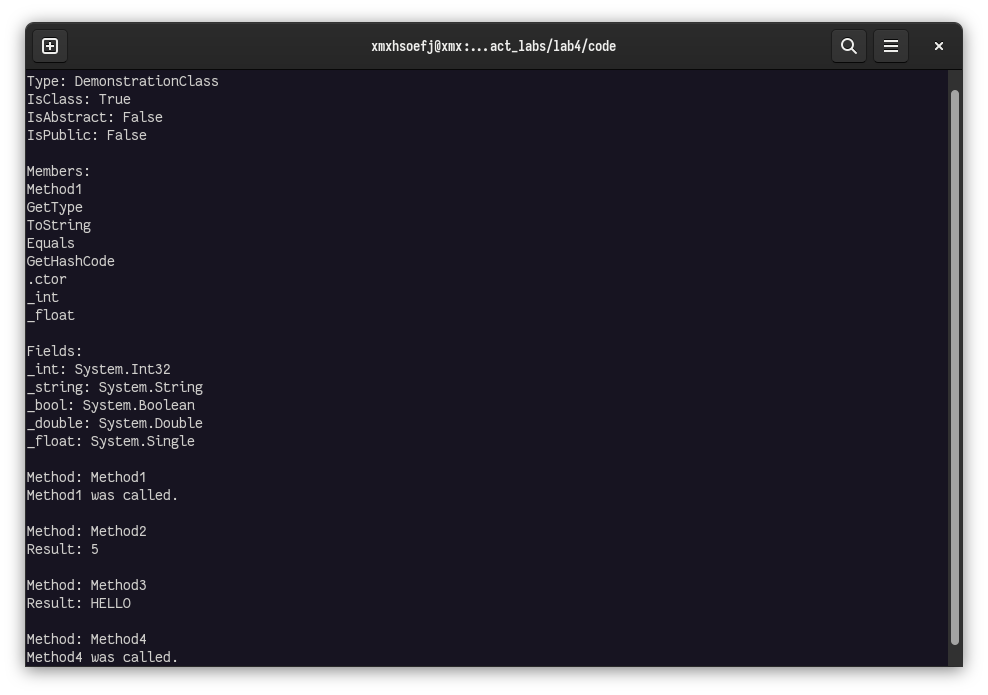 xmxhsoefj@xmx:...act_labs/lab4/code
Type: DemonstrationClass
IsClass: True
IsAbstract: False
IsPublic: False
Members:
Method1
GetType
ToString
Equals
GetHashCode
.ctor
_int
_float
Fields:
_int: System.Int32
_string: System.String
_bool: System.Boolean
_double: System.Double
_float: System.Single
Method: Method1
Method1 was called.
Method: Method2
Result: 5
Method: Method3
Result: HELLO
Method: Method4
Method4 was called.